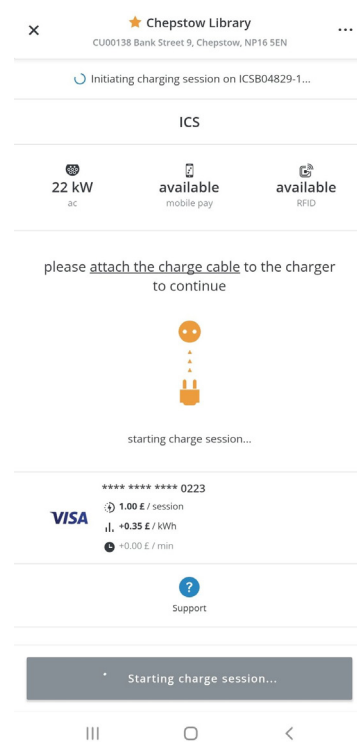 Chepstow Library
CU00138 Bank Street 9, Chepstow, NP16 5EN
Initiating charging session on ICSB04829-1...
ICS
22 kW
ac
available
mobile pay
available
RFID
please attach the charge cable to the charger
to continue
starting charge session...
**** **** **** 0223
VISA
1.00 £ / session
+0.35 £ / kWh
+0.00 £ / min
?
Support
Starting charge session...